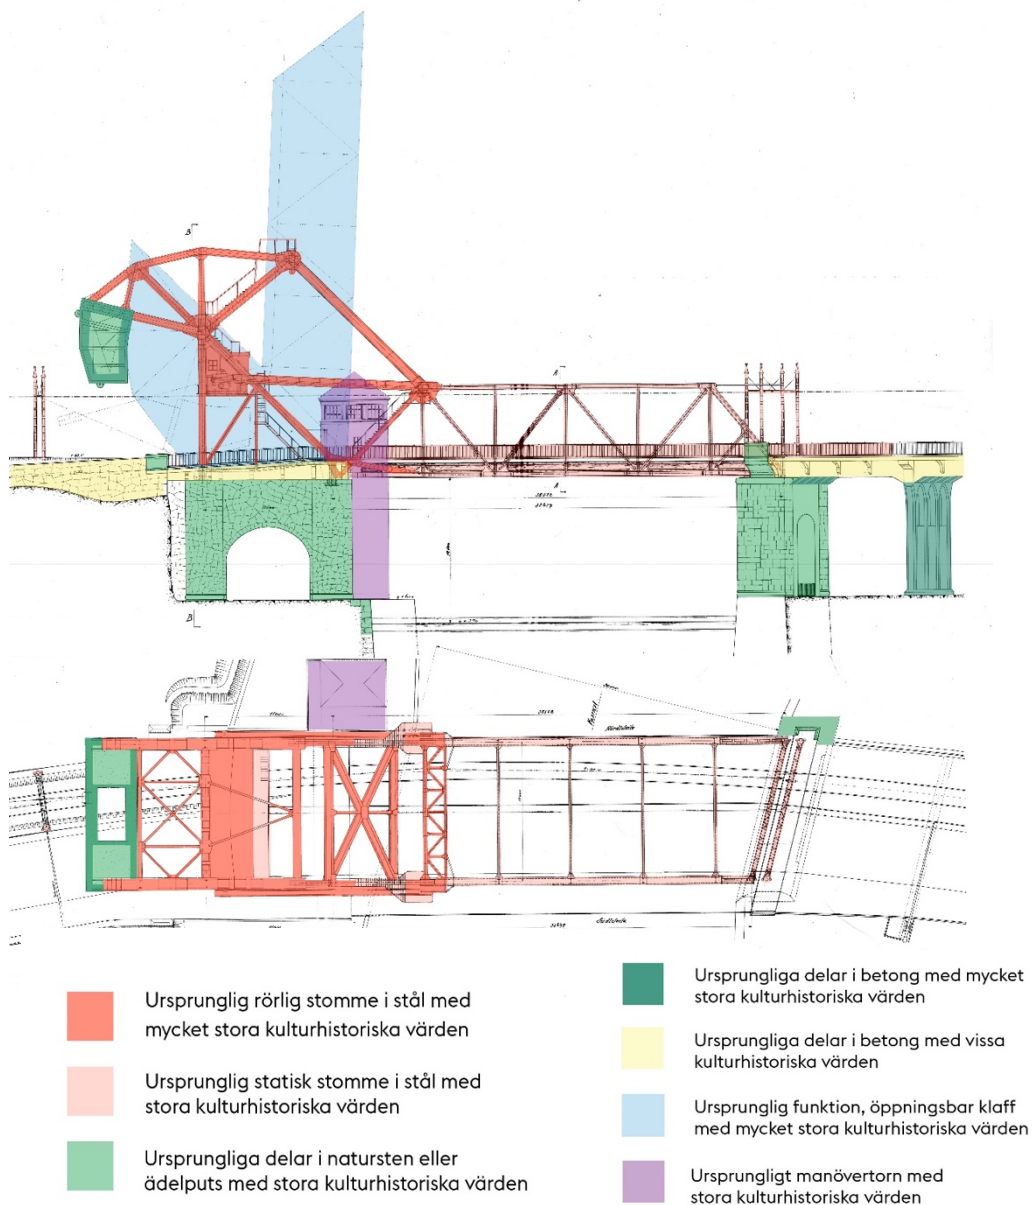 B
A
A
B
Ursprunglig rörlig stomme i stål med
mycket stora kulturhistoriska värden
Ursprunglig statisk stomme i stål med
stora kulturhistoriska värden
Ursprungliga delar i natursten eller
ädelputs med stora kulturhistoriska värden
Ursprungliga delar i betong med mycket
stora kulturhistoriska värden
Ursprungliga delar i betong med vissa
kulturhistoriska värden
Ursprunglig funktion, öppningsbar klaff
med mycket stora kulturhistoriska värden
Ursprungligt manövertorn med
stora kulturhistoriska värden